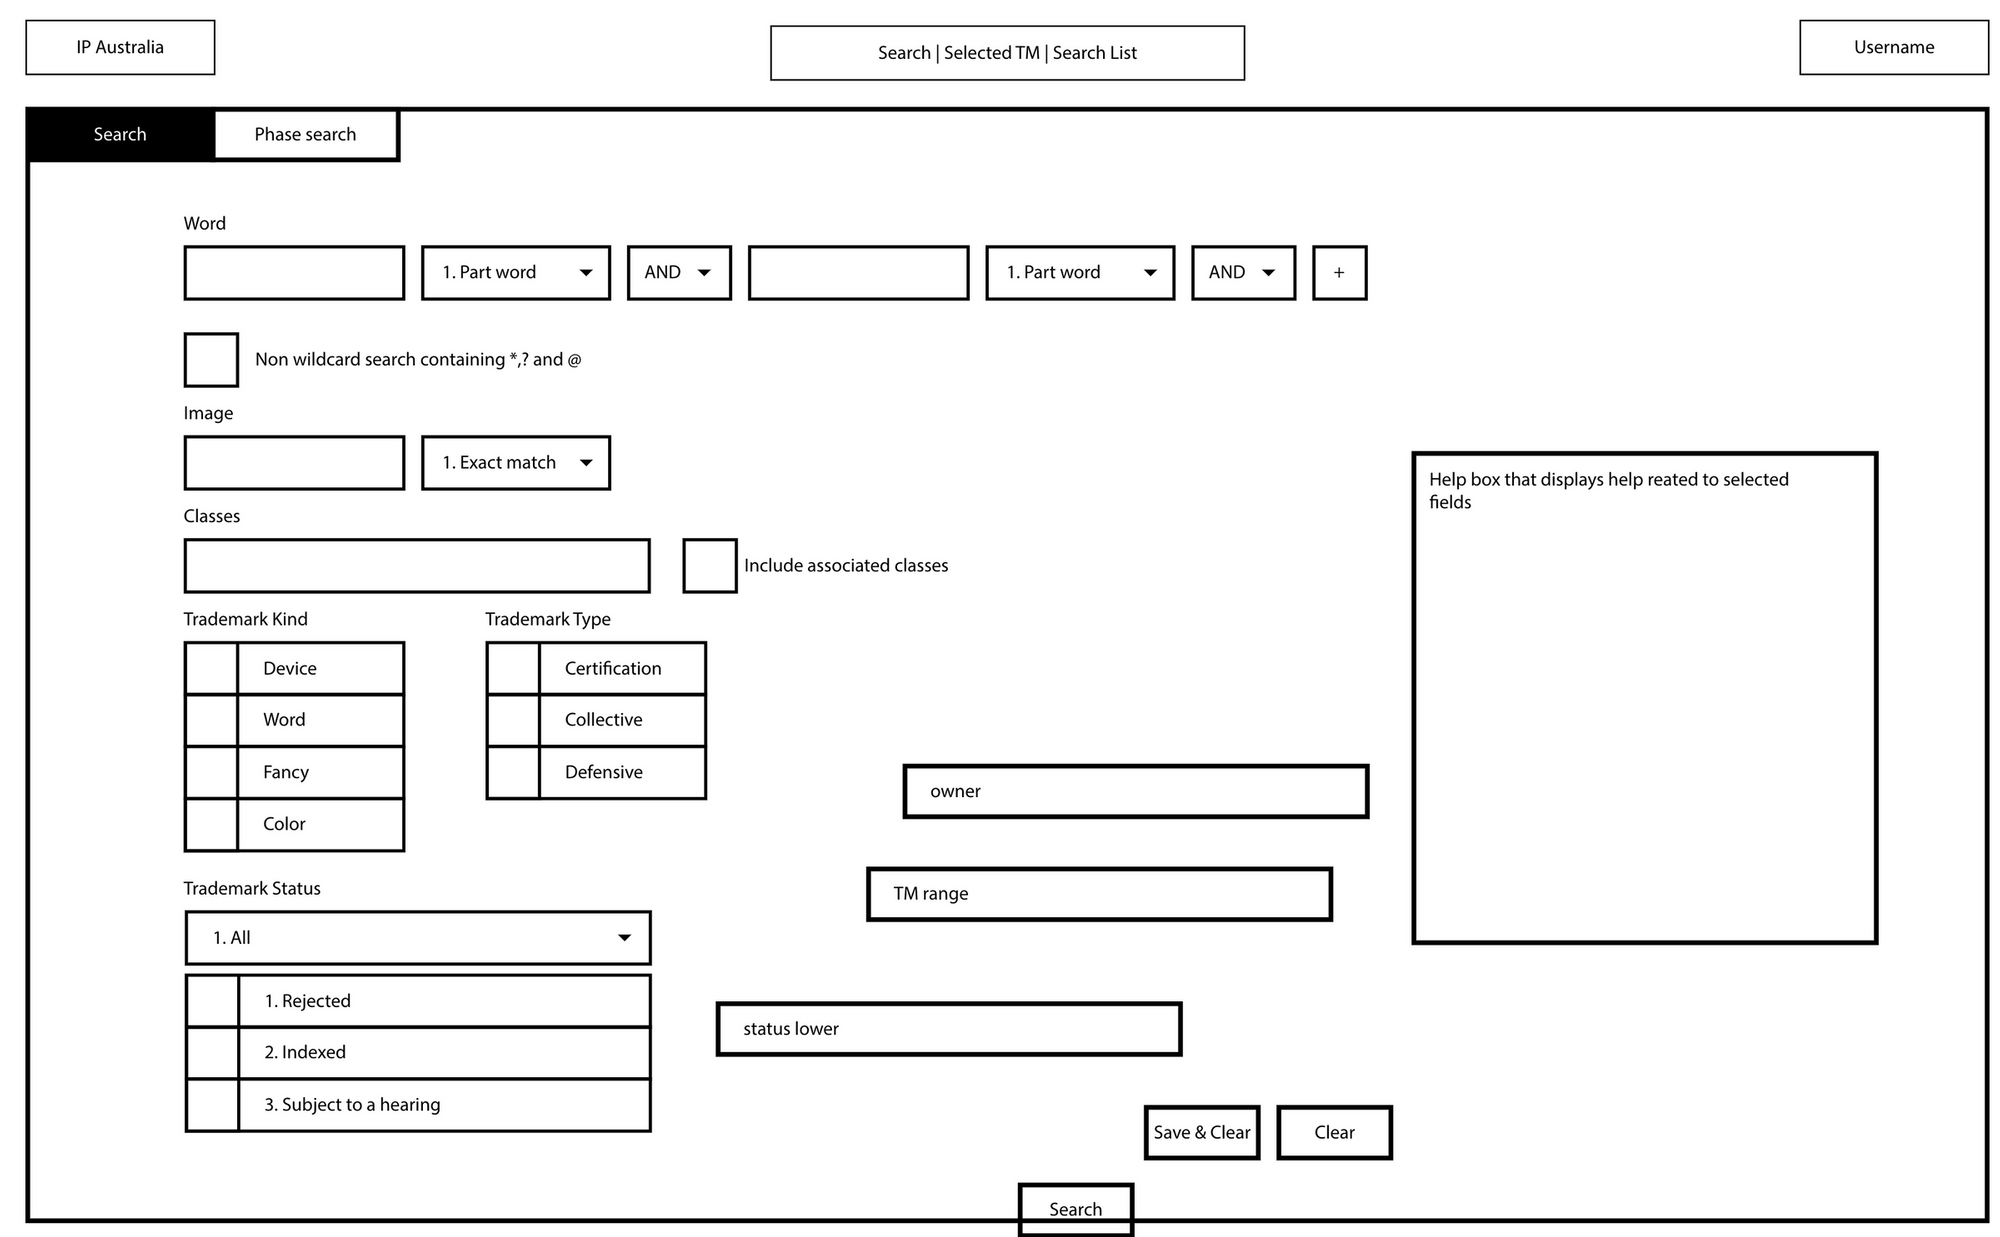 IP Australia
Search | Selected TM | Search List
Username
Search
Phase search
Word
1. Part word
AND
1. Part word
AND
+
Non wildcard search containing *,? and @
Image
1. Exact match
Help box that displays help reated to selected
fields
Classes
Include associated classes
Trademark Kind
Trademark Type
Device
Certification
Word
Collective
Fancy
Defensive
owner
Color
Trademark Status
TM range
1. All
1. Rejected
status lower
2. Indexed
3. Subject to a hearing
Save & Clear
Clear
Search